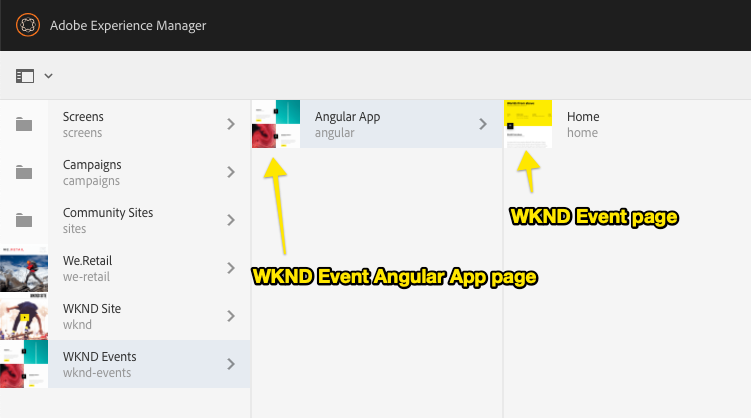 Adobe Experience Manager
Screens
screens
Campaigns
campaigns
Community Sites
sites
We.Retail
we-retail
WKND Site
wknd
WKND Events
wknd-events
Angular App
angular
Home
home
WKND Event page
WKND Event Angular App page